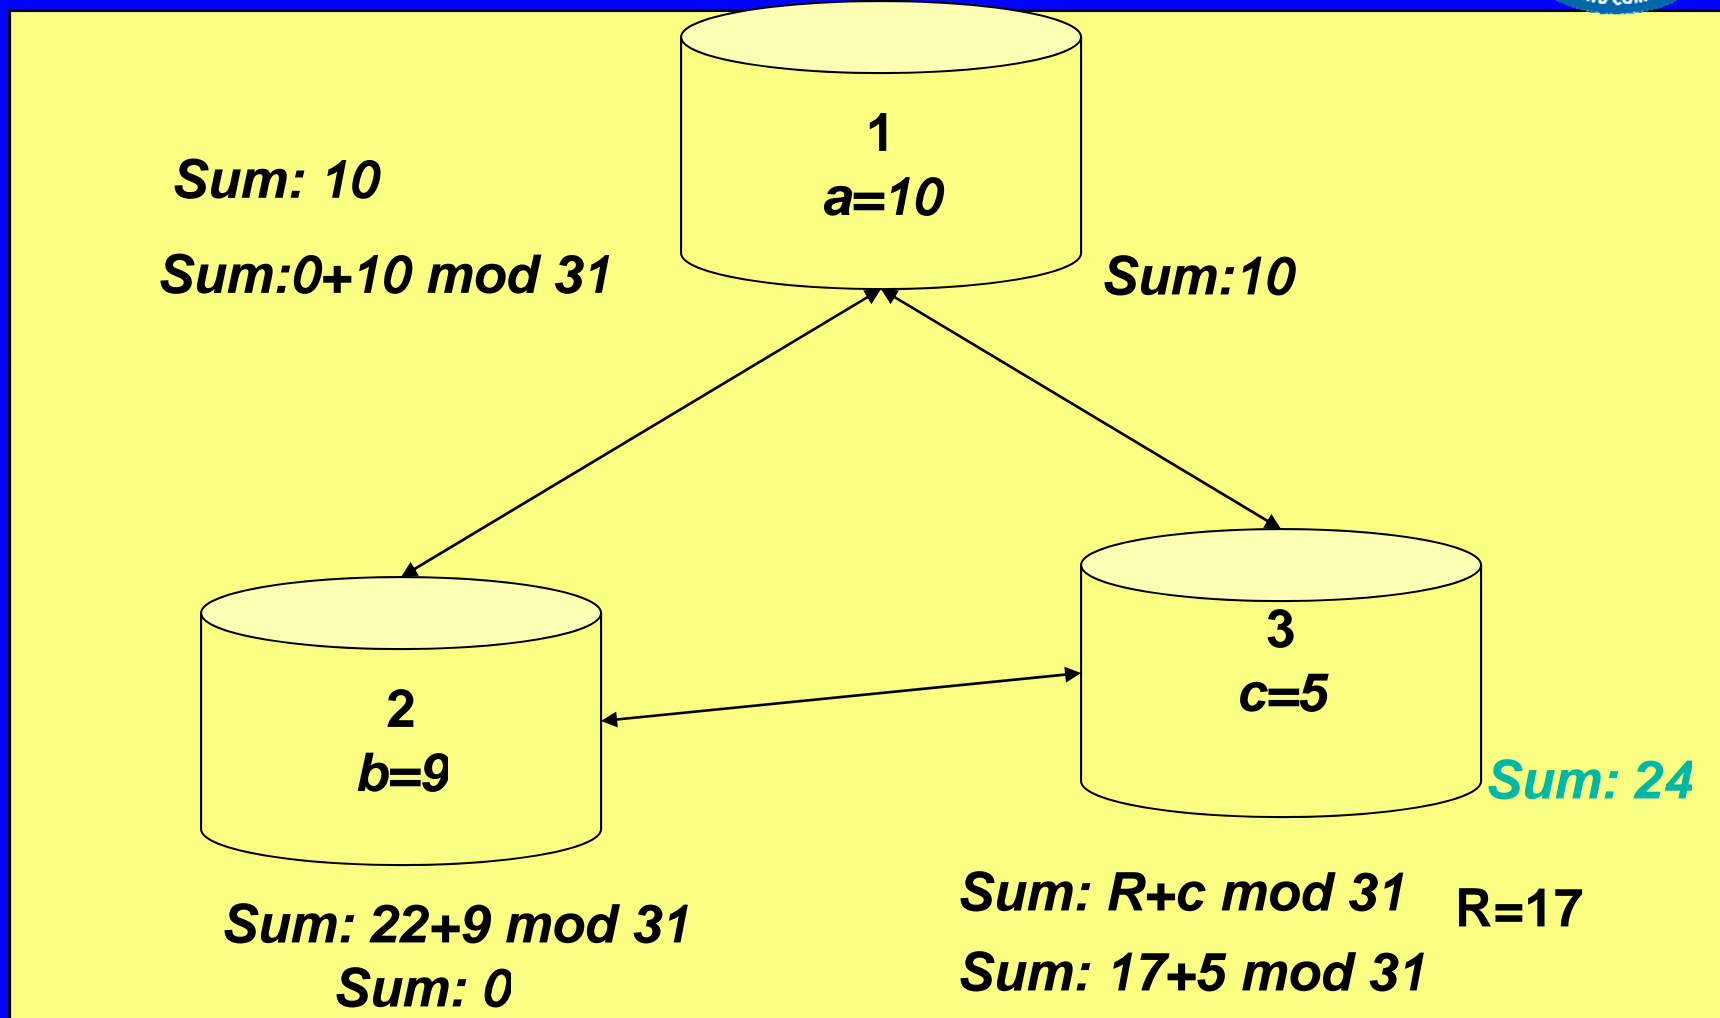 1
a=10
Sum: 10
Sum:0+10 mod 31
Sum:10
2
b=9
3
c=5
Sum: 24
Sum: 22+9 mod 31
Sum: 0
Sum: R+c mod 31
R=17
Sum: 17+5 mod 31